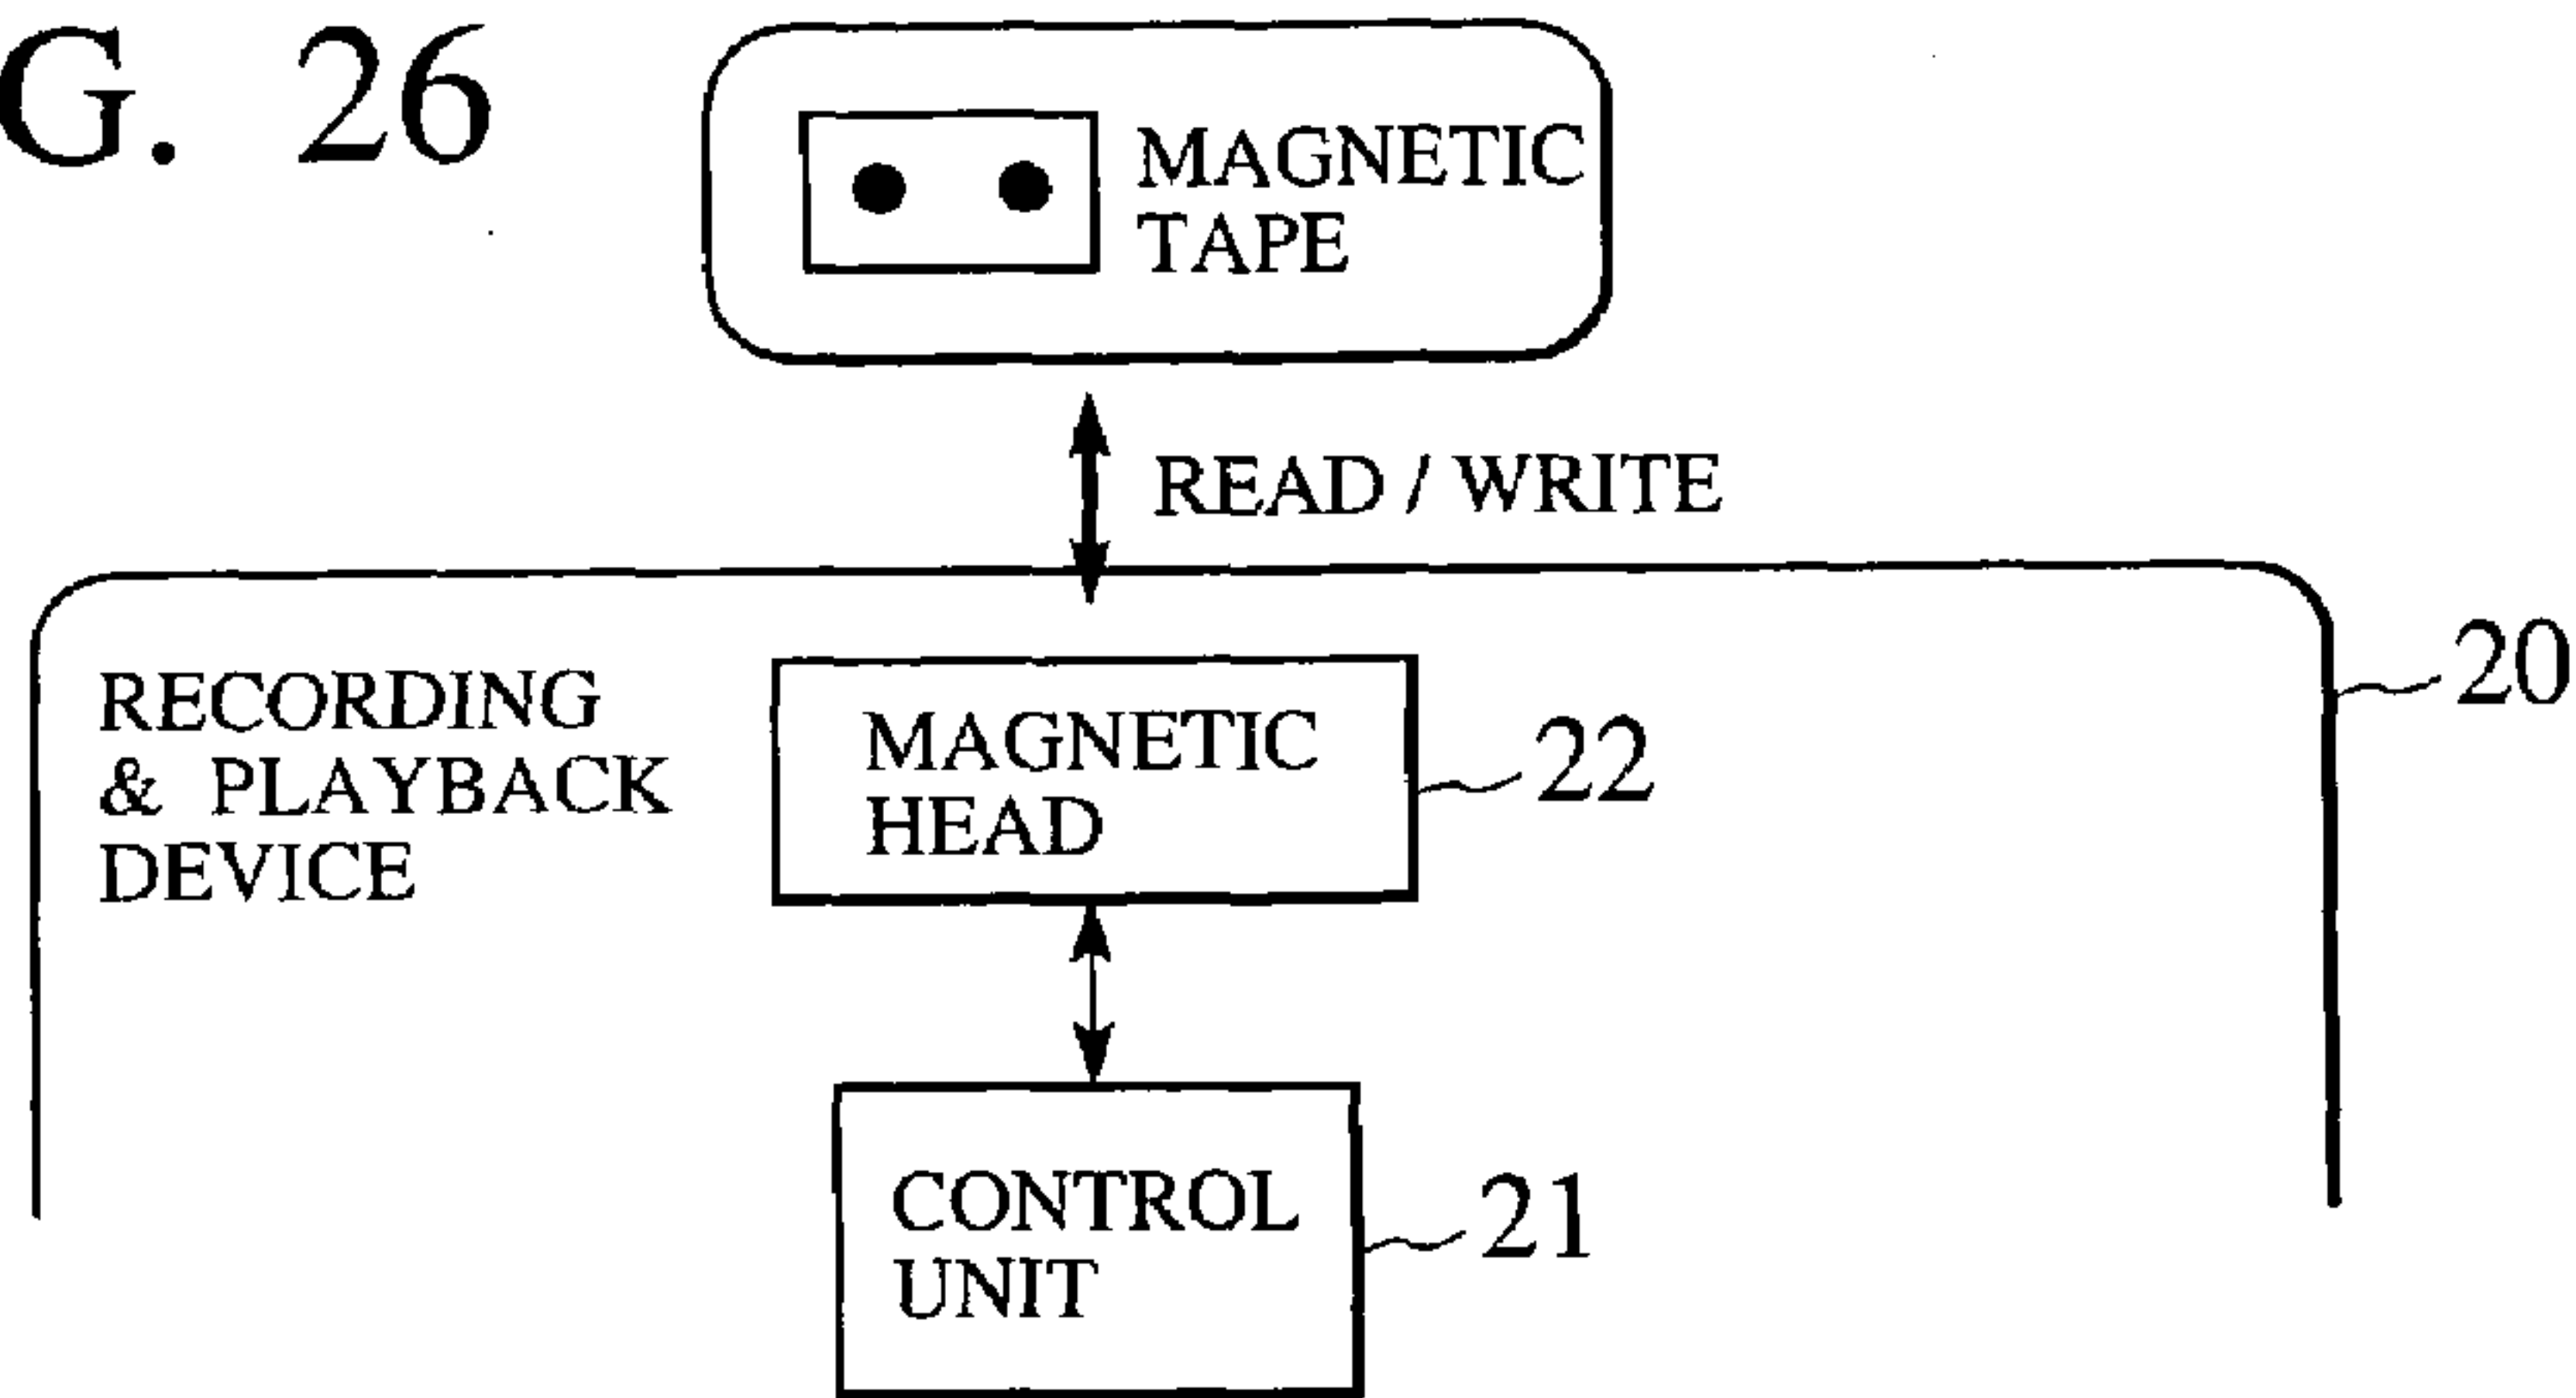 G. 26
MAGNETIC
TAPE
READ / WRITE
20
RECORDING
& PLAYBACK
DEVICE
MAGNETIC
HEAD
22
CONTROL
UNIT
21